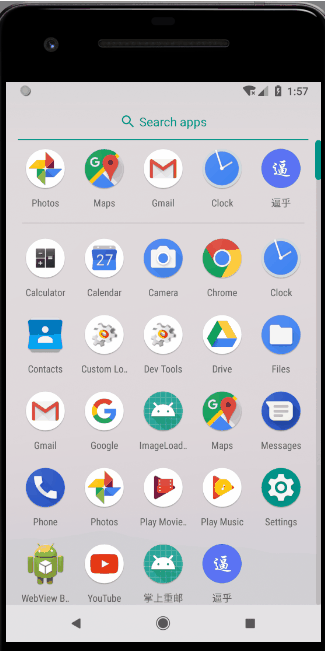 1:57
Search apps
Photos Maps Gmail Clock 逼乎
Calculator Calendar Camera Chrome Clock
Contacts Custom Lo.. Dev Tools Drive Files
Gmail Google ImageLoad.. Maps Messages
Phone Photos Play Movie.. Play Music Settings
WebView B.. YouTube 掌上重邮 逼乎